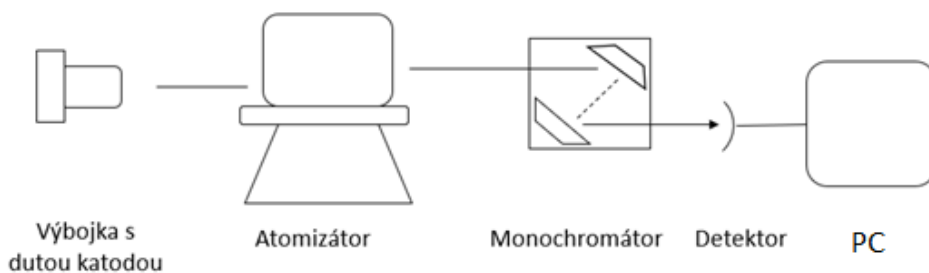 Výbojka s
dutou katodou
Atomizátor
Monochromátor
Detektor
PC